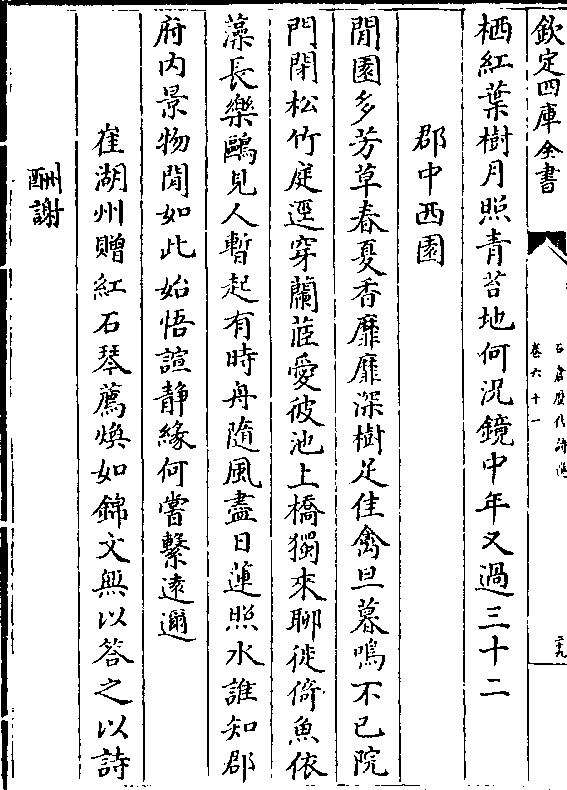 欽定四庫全書
石倉歷代詩選
卷六十一
栖紅葉樹月照青苔地何況鏡中年又過三十二
郡中西園
閒園多芳草春夏香靡靡深樹足佳禽旦暮鳴不已院
門閉松竹庭逕穿蘭茝愛彼池上橋獨來聊徙倚魚依
藻長樂鷗見人暫起有時舟隨風盡日蓮照水誰知郡
府內景物閒如此始悟諠静緣何嘗繫遠邇
崔湖州贈紅石琴薦煥如錦文無以答之以詩
酬謝